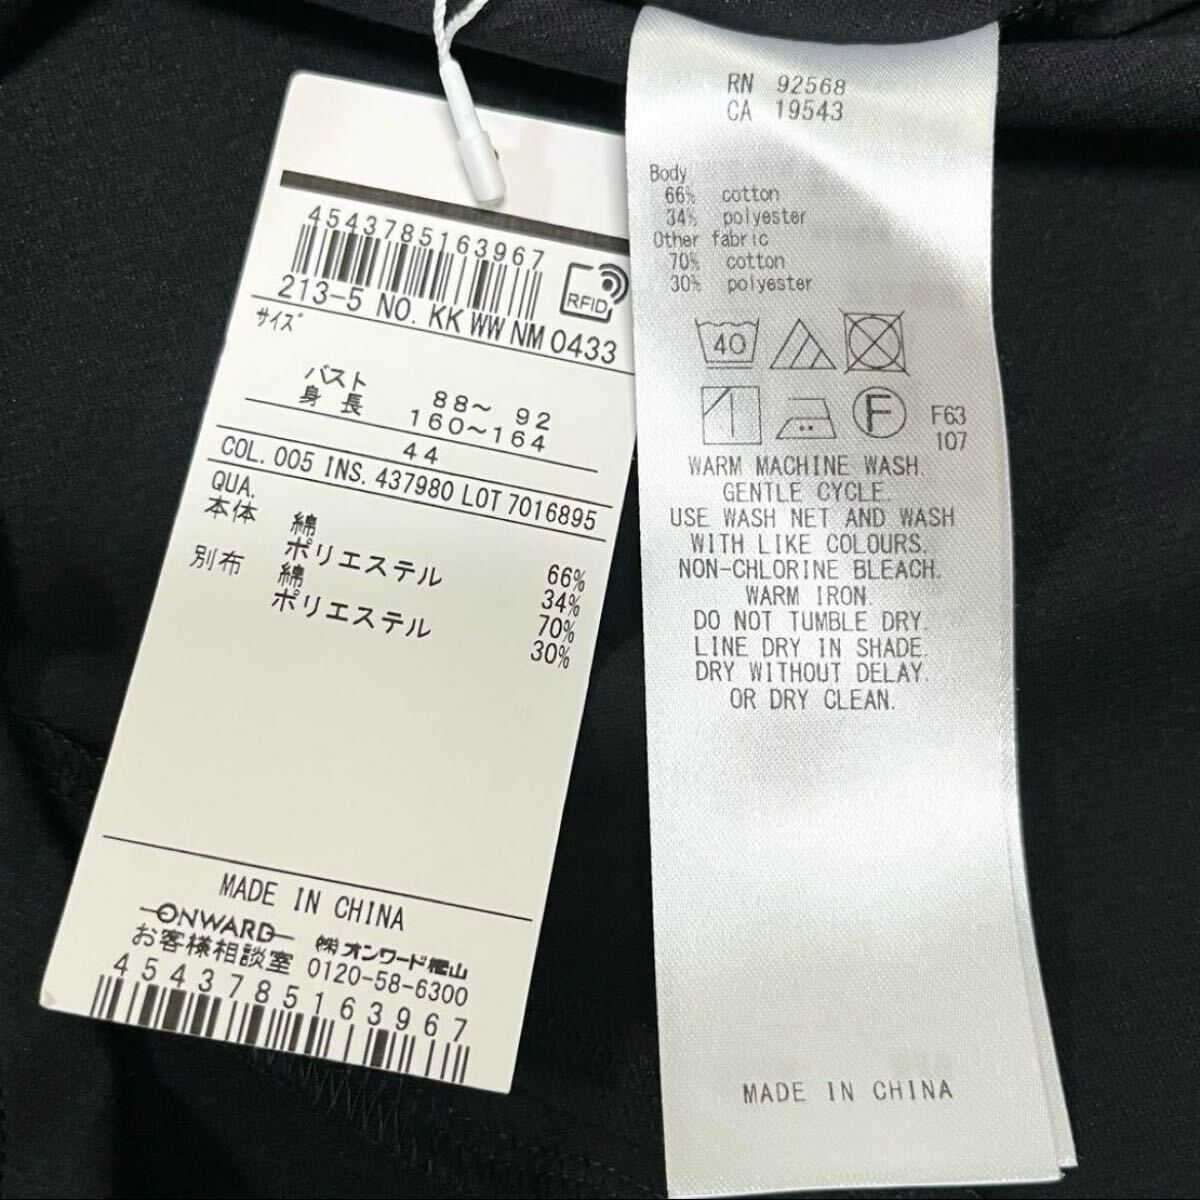 4543785163967
RFID
213-5 NO. KK WW NM 0433
サイズ
バスト 88～ 92
身長 160～164
44
COL. 005 INS. 437980 LOT 7016895
QUA.
本体 綿 66%
ポリエステル 34%
別布 綿 70%
ポリエステル 30%
MADE IN CHINA
ONWARD ㈱オンワード樫山
お客様相談室 0120-58-6300
4543785163967
RN 92568
CA 19543
Body
66% cotton
34% polyester
Other fabric
70% cotton
30% polyester
40
F F63
107
WARM MACHINE WASH.
GENTLE CYCLE.
USE WASH NET AND WASH
WITH LIKE COLOURS.
NON-CHLORINE BLEACH.
WARM IRON.
DO NOT TUMBLE DRY.
LINE DRY IN SHADE.
DRY WITHOUT DELAY.
OR DRY CLEAN.
MADE IN CHINA